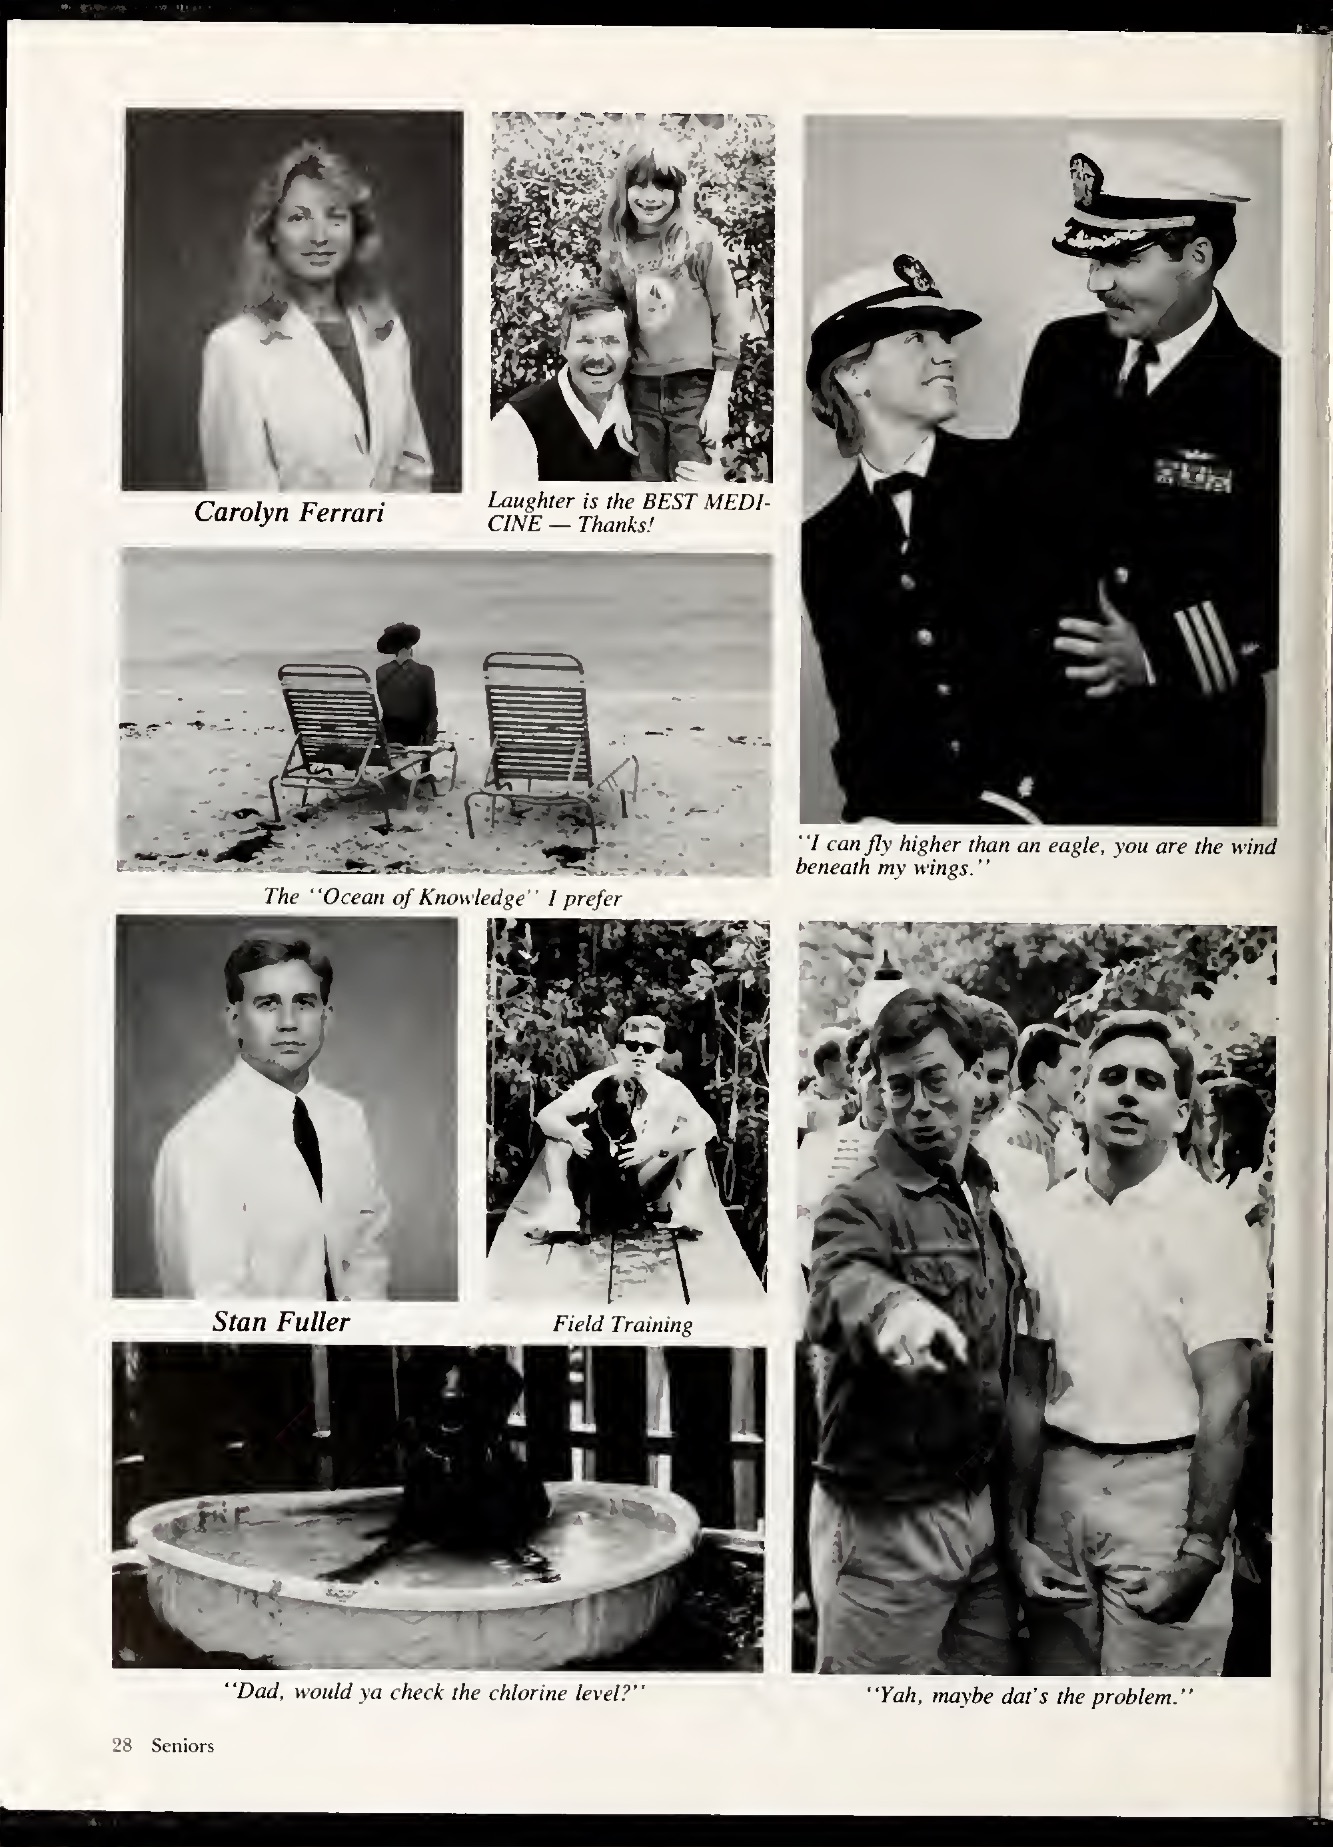 Carolyn Ferrari
Laughter is the BEST MEDI-
CINE — Thanks!
"I can fly higher than an eagle, you are the wind
beneath my wings."
The "Ocean of Knowledge" I prefer
Stan Fuller
Field Training
"Dad, would ya check the chlorine level?"
"Yah, maybe dat's the problem."
28 Seniors